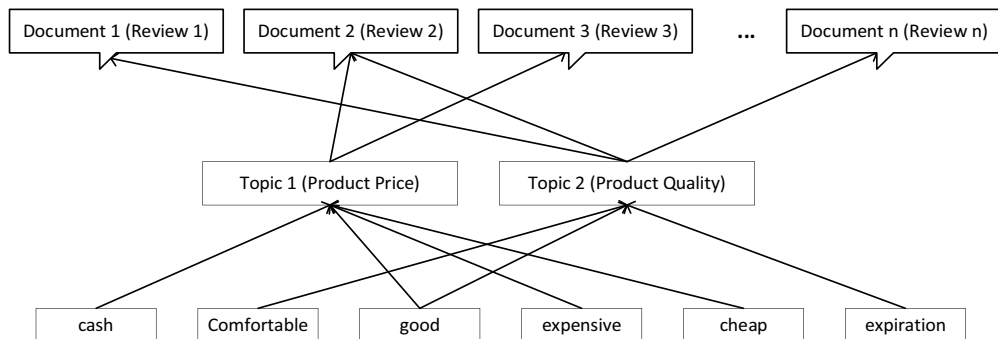 Document 1 (Review 1)
Document 2 (Review 2)
Document 3 (Review 3)
...
Document n (Review n)
Topic 1 (Product Price)
Topic 2 (Product Quality)
cash
Comfortable
good
expensive
cheap
expiration